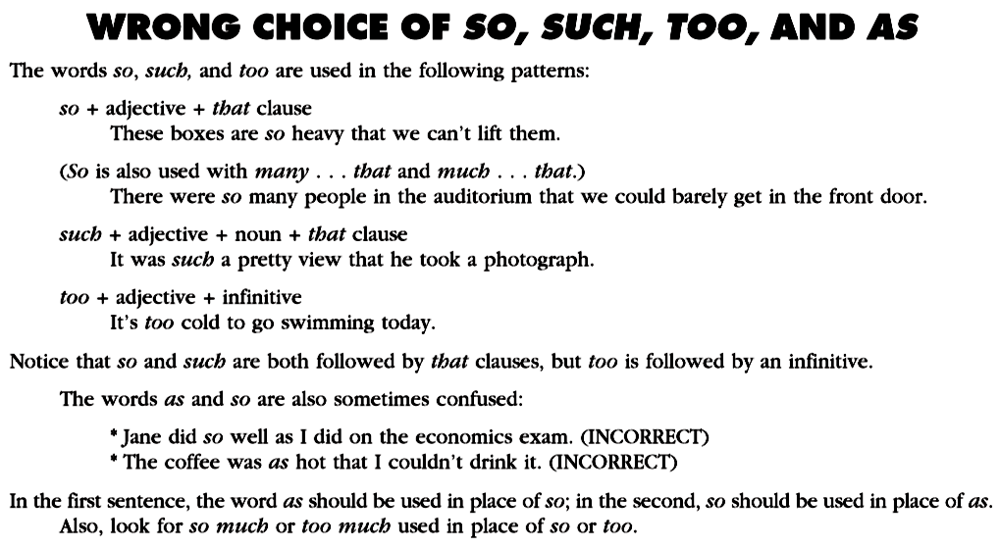 WRONG CHOICE OF SO, SUCH, TOO, AND AS
The words so, such, and too are used in the following patterns:
so + adjective + that clause
These boxes are so heavy that we can't lift them.
(So is also used with many . . . that and much . . . that.)
There were so many people in the auditorium that we could barely get in the front door.
such + adjective + noun + that clause
It was such a pretty view that he took a photograph.
too + adjective + infinitive
It's too cold to go swimming today.
Notice that so and such are both followed by that clauses, but too is followed by an infinitive.
The words as and so are also sometimes confused:
* Jane did so well as I did on the economics exam. (INCORRECT)
* The coffee was as hot that I couldn't drink it. (INCORRECT)
In the first sentence, the word as should be used in place of so; in the second, so should be used in place of as.
Also, look for so much or too much used in place of so or too.